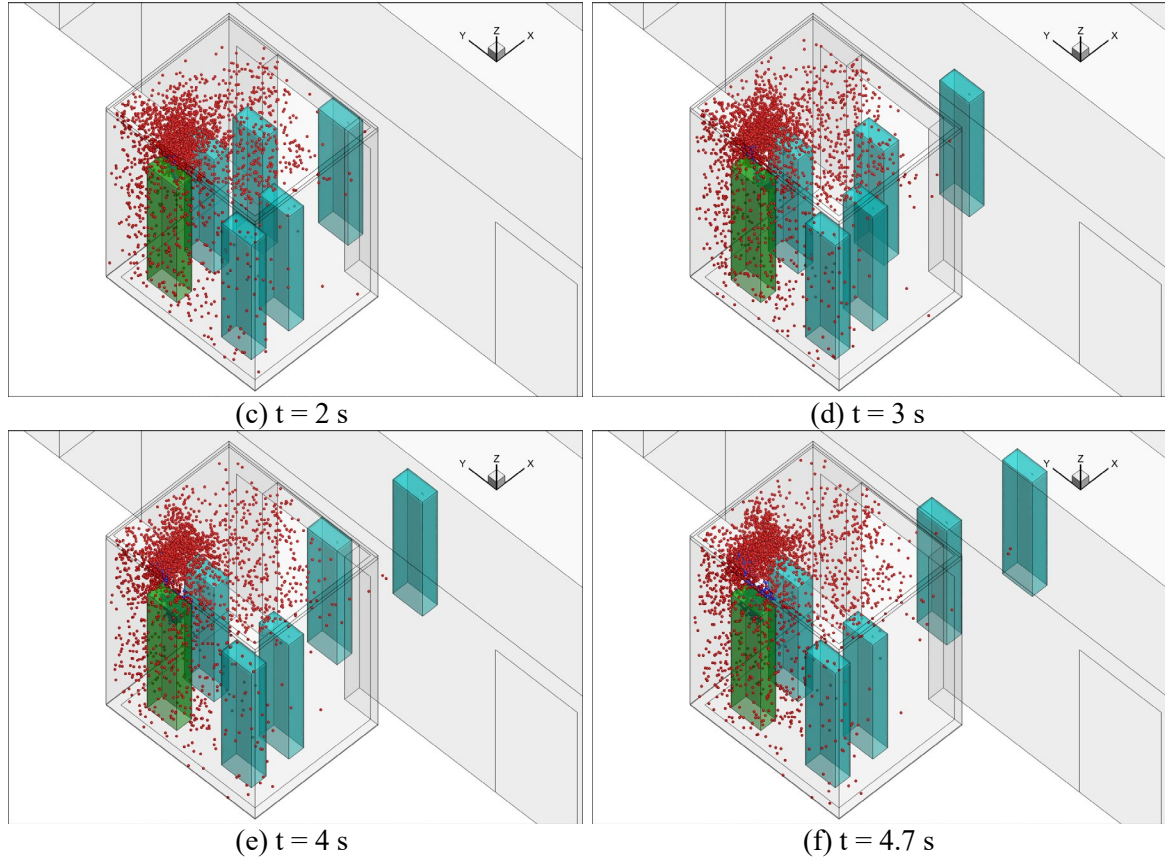 Y Z X
Y Z X
(c) t = 2 s
(d) t = 3 s
Y Z X
Y Z X
(e) t = 4 s
(f) t = 4.7 s